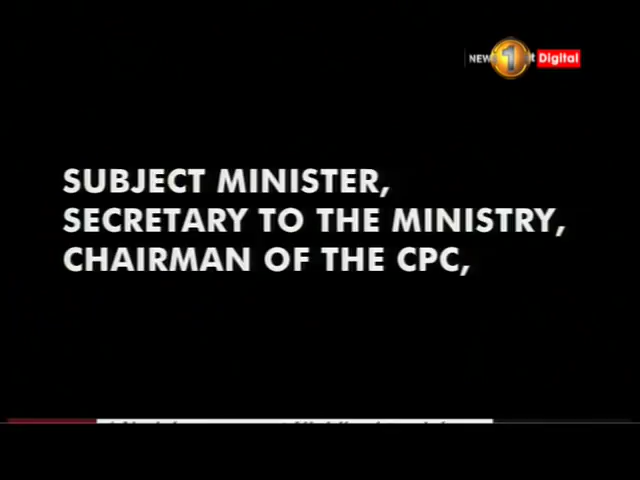 NEWS 1st Digital
SUBJECT MINISTER,
SECRETARY TO THE MINISTRY,
CHAIRMAN OF THE CPC,